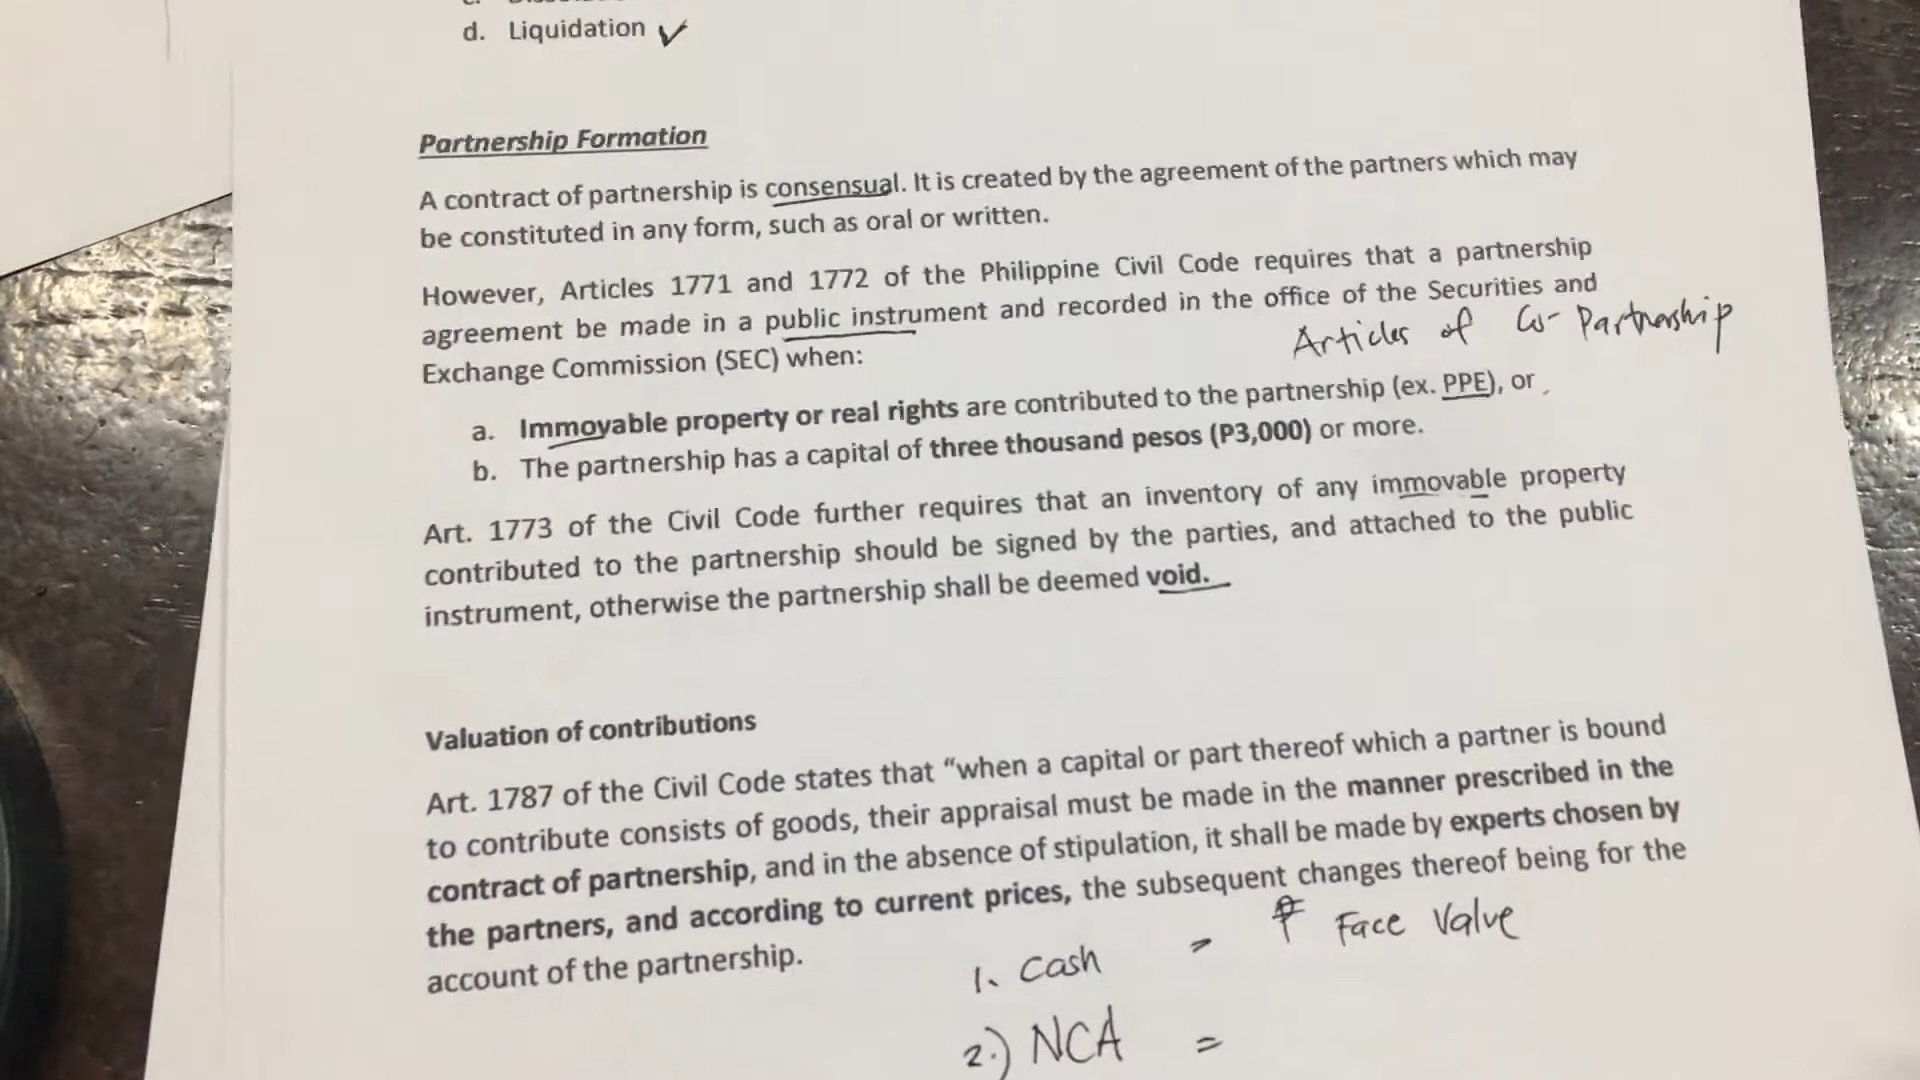 d. Liquidation ✓
Partnership Formation
A contract of partnership is consensual. It is created by the agreement of the partners which may
be constituted in any form, such as oral or written.
However, Articles 1771 and 1772 of the Philippine Civil Code requires that a partnership
agreement be made in a public instrument and recorded in the office of the Securities and
Exchange Commission (SEC) when:
Articles of Co-Partnership
a. Immovable property or real rights are contributed to the partnership (ex. PPE), or
b. The partnership has a capital of three thousand pesos (P3,000) or more.
Art. 1773 of the Civil Code further requires that an inventory of any immovable property
contributed to the partnership should be signed by the parties, and attached to the public
instrument, otherwise the partnership shall be deemed void.
Valuation of contributions
Art. 1787 of the Civil Code states that “when a capital or part thereof which a partner is bound
to contribute consists of goods, their appraisal must be made in the manner prescribed in the
contract of partnership, and in the absence of stipulation, it shall be made by experts chosen by
the partners, and according to current prices, the subsequent changes thereof being for the
account of the partnership.
1. Cash = ₱ Face Value
2.) NCA =